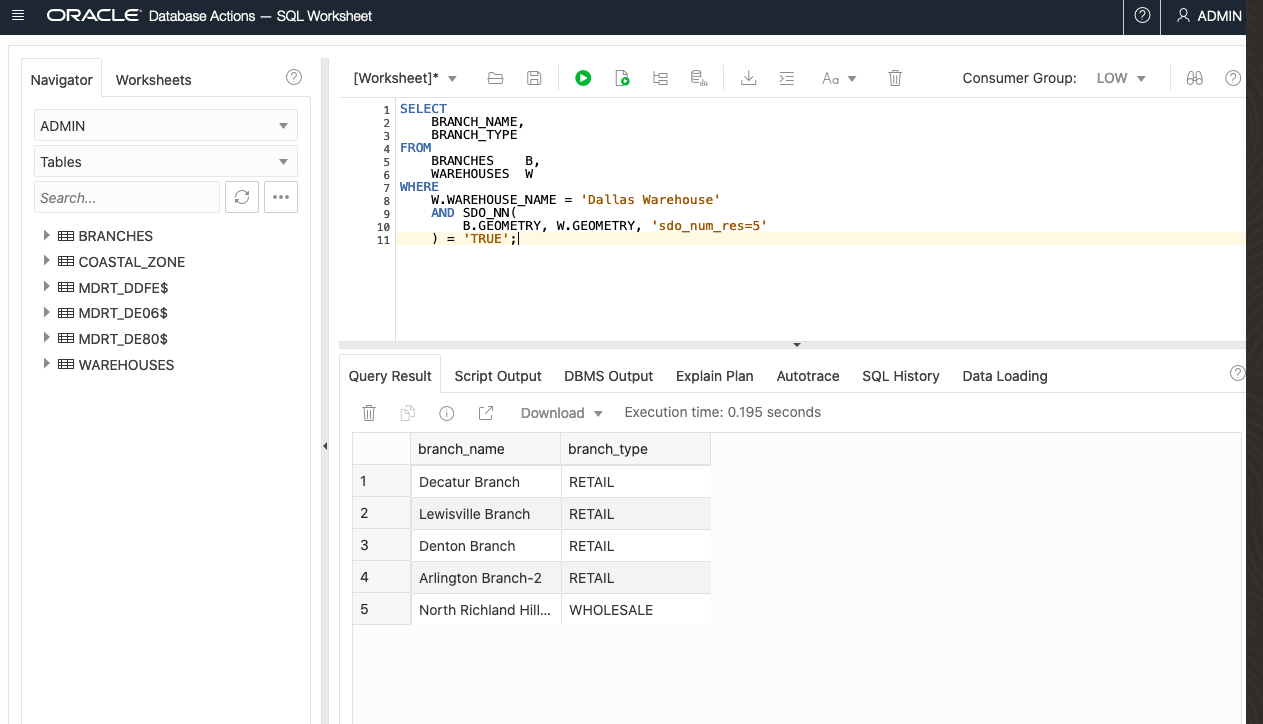 ORACLE Database Actions — SQL Worksheet
ADMIN
Navigator
Worksheets
ADMIN
Tables
Search...
BRANCHES
COASTAL_ZONE
MDRT_DDFE$
MDRT_DE06$
MDRT_DE80$
WAREHOUSES
[Worksheet]*
Aa
Consumer Group: LOW
1 SELECT
2 BRANCH_NAME,
3 BRANCH_TYPE
4 FROM
5 BRANCHES B,
6 WAREHOUSES W
7 WHERE
8 W.WAREHOUSE_NAME = 'Dallas Warehouse'
9 AND SDO_NN(
10 B.GEOMETRY, W.GEOMETRY, 'sdo_num_res=5'
11 ) = 'TRUE';
Query Result Script Output DBMS Output Explain Plan Autotrace SQL History Data Loading
Download Execution time: 0.195 seconds
branch_name branch_type
1 Decatur Branch RETAIL
2 Lewisville Branch RETAIL
3 Denton Branch RETAIL
4 Arlington Branch-2 RETAIL
5 North Richland Hill... WHOLESALE